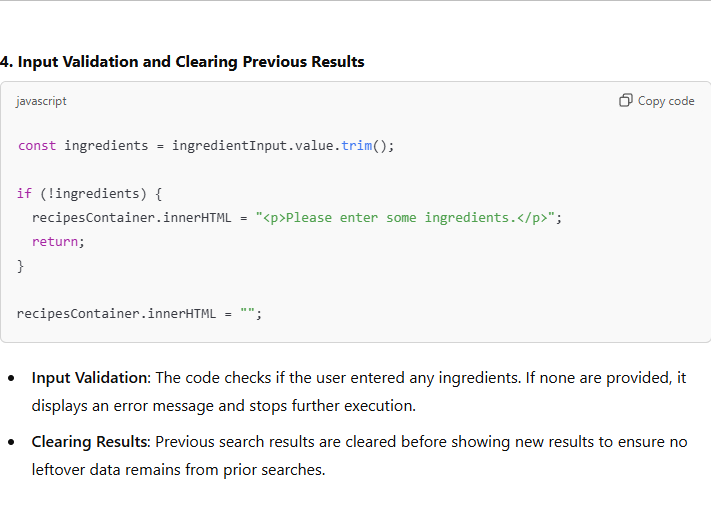 4. Input Validation and Clearing Previous Results
javascript
Copy code
const ingredients = ingredientInput.value.trim();
if (!ingredients) {
recipesContainer.innerHTML = "<p>Please enter some ingredients.</p>";
return;
}
recipesContainer.innerHTML = "";
• Input Validation: The code checks if the user entered any ingredients. If none are provided, it
displays an error message and stops further execution.
• Clearing Results: Previous search results are cleared before showing new results to ensure no
leftover data remains from prior searches.